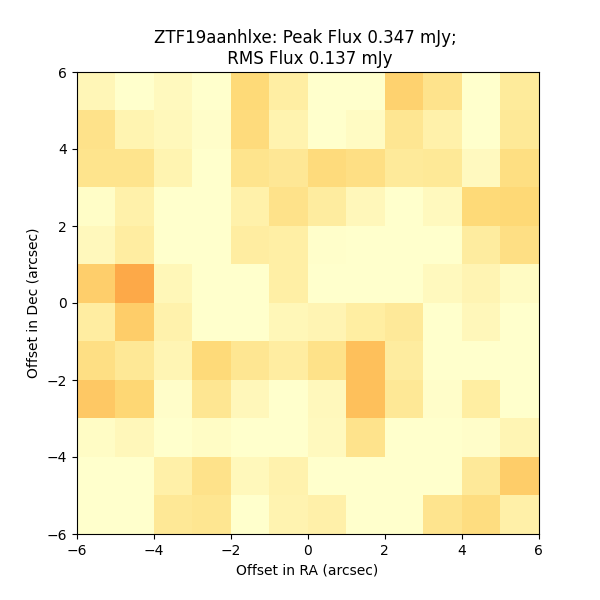 ZTF19aanhlxe: Peak Flux 0.347 mJy;
RMS Flux 0.137 mJy
6
4
2
0
−2
−4
−6
Offset in Dec (arcsec)
−6 −4 −2 0 2 4 6
Offset in RA (arcsec)